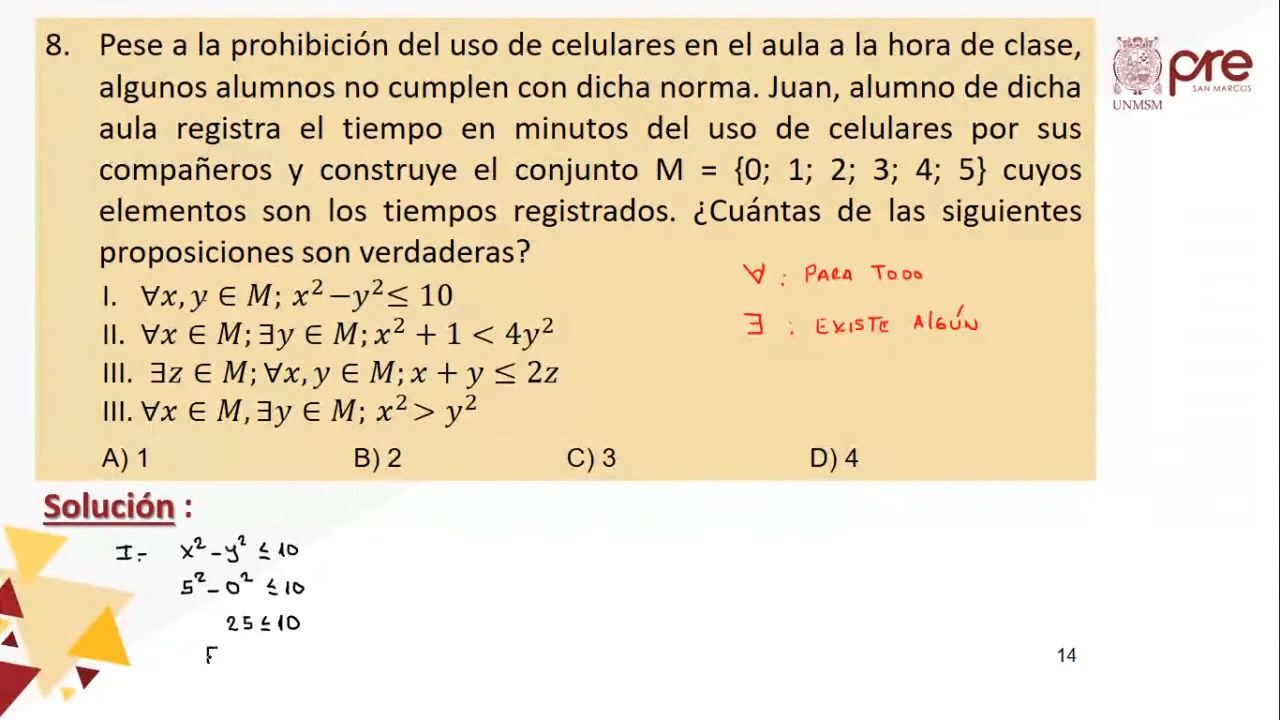 8. Pese a la prohibición del uso de celulares en el aula a la hora de clase,
algunos alumnos no cumplen con dicha norma. Juan, alumno de dicha
aula registra el tiempo en minutos del uso de celulares por sus
compañeros y construye el conjunto M = {0; 1; 2; 3; 4; 5} cuyos
elementos son los tiempos registrados. ¿Cuántas de las siguientes
proposiciones son verdaderas?
I. ∀x, y ∈ M; x² − y² ≤ 10
II. ∀x ∈ M; ∃y ∈ M; x² + 1 < 4y²
III. ∃z ∈ M; ∀x, y ∈ M; x + y ≤ 2z
III. ∀x ∈ M, ∃y ∈ M; x² > y²
A) 1 B) 2 C) 3 D) 4
∀ : PARA TODO
∃ : EXISTE AlGÚN
pre
SAN MARCOS
UNMSM
Solución :
I.- x² - y² ≤ 10
5² - 0² ≤ 10
25 ≤ 10
F
14